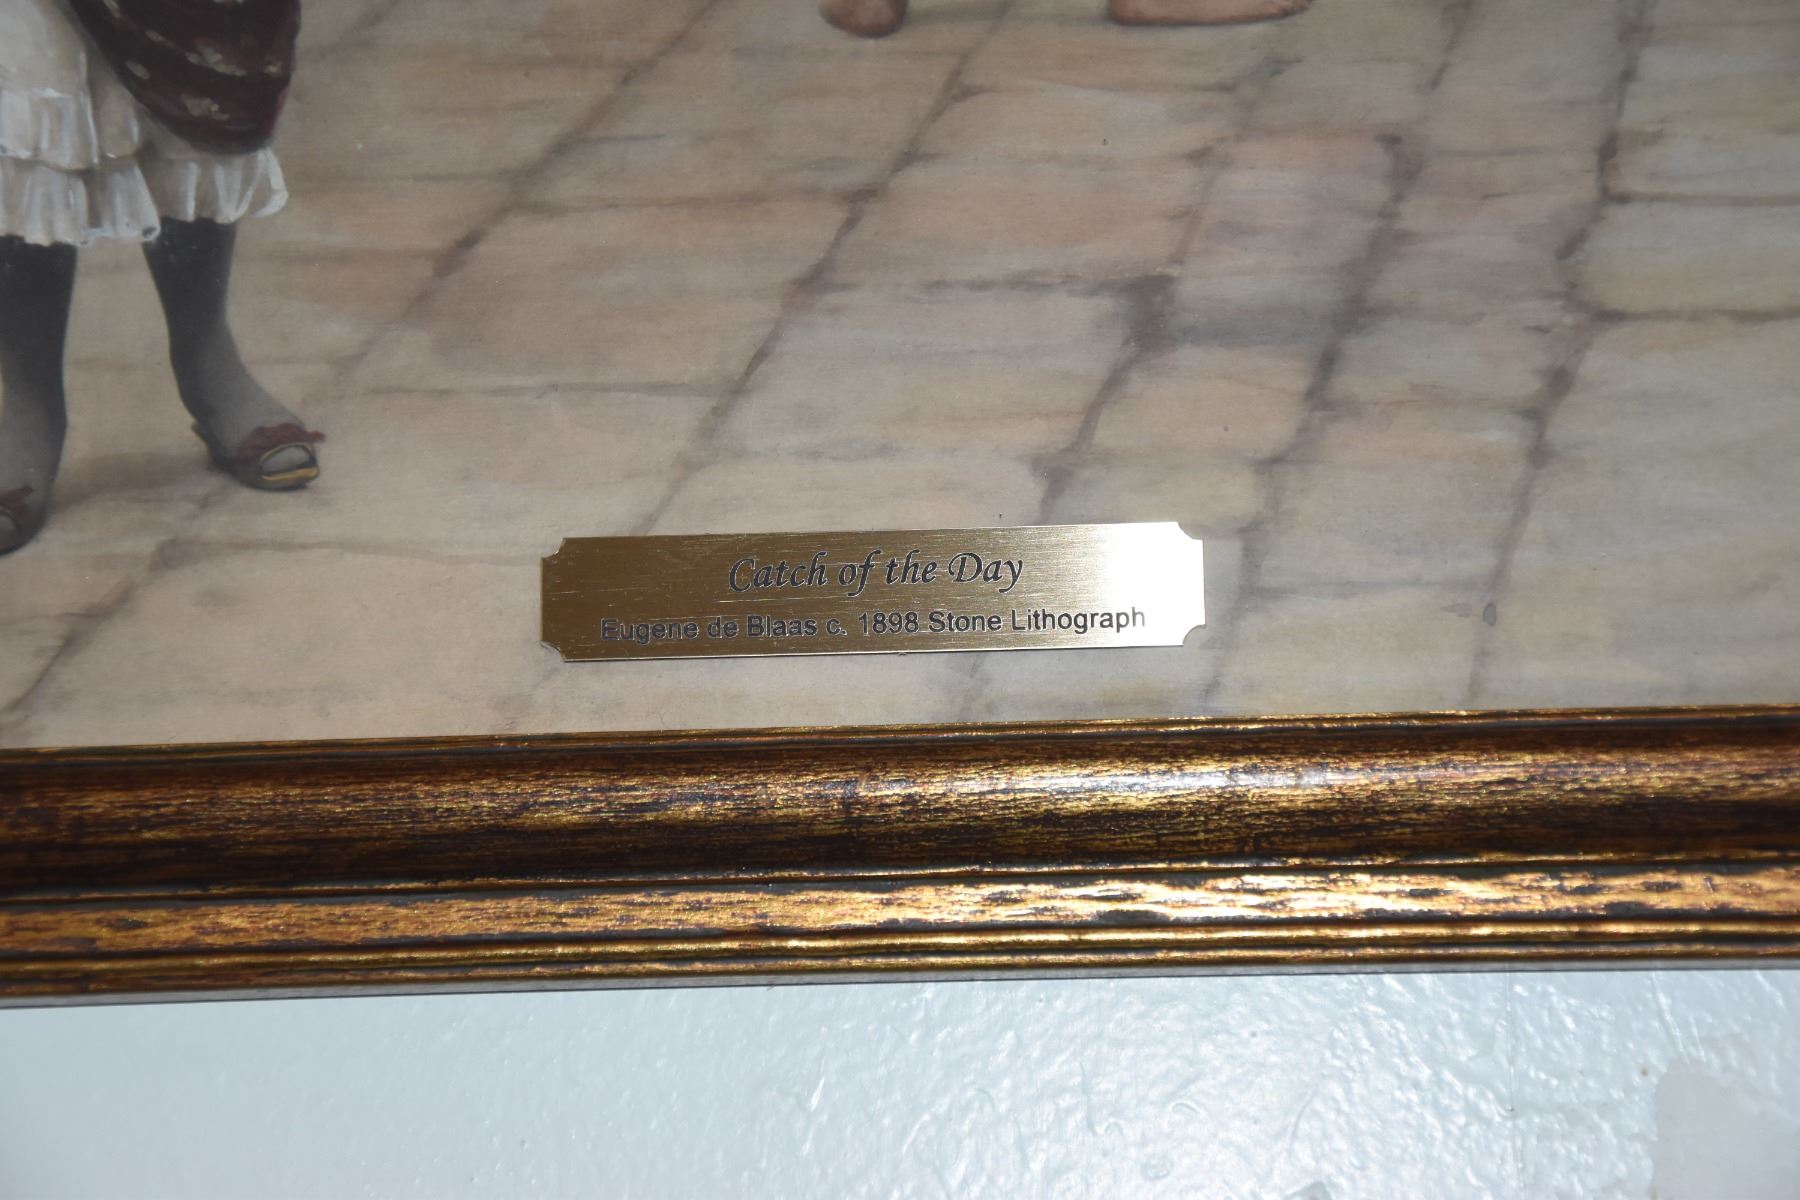 Catch of the Day
Eugene de Blaas c. 1898 Stone Lithograph